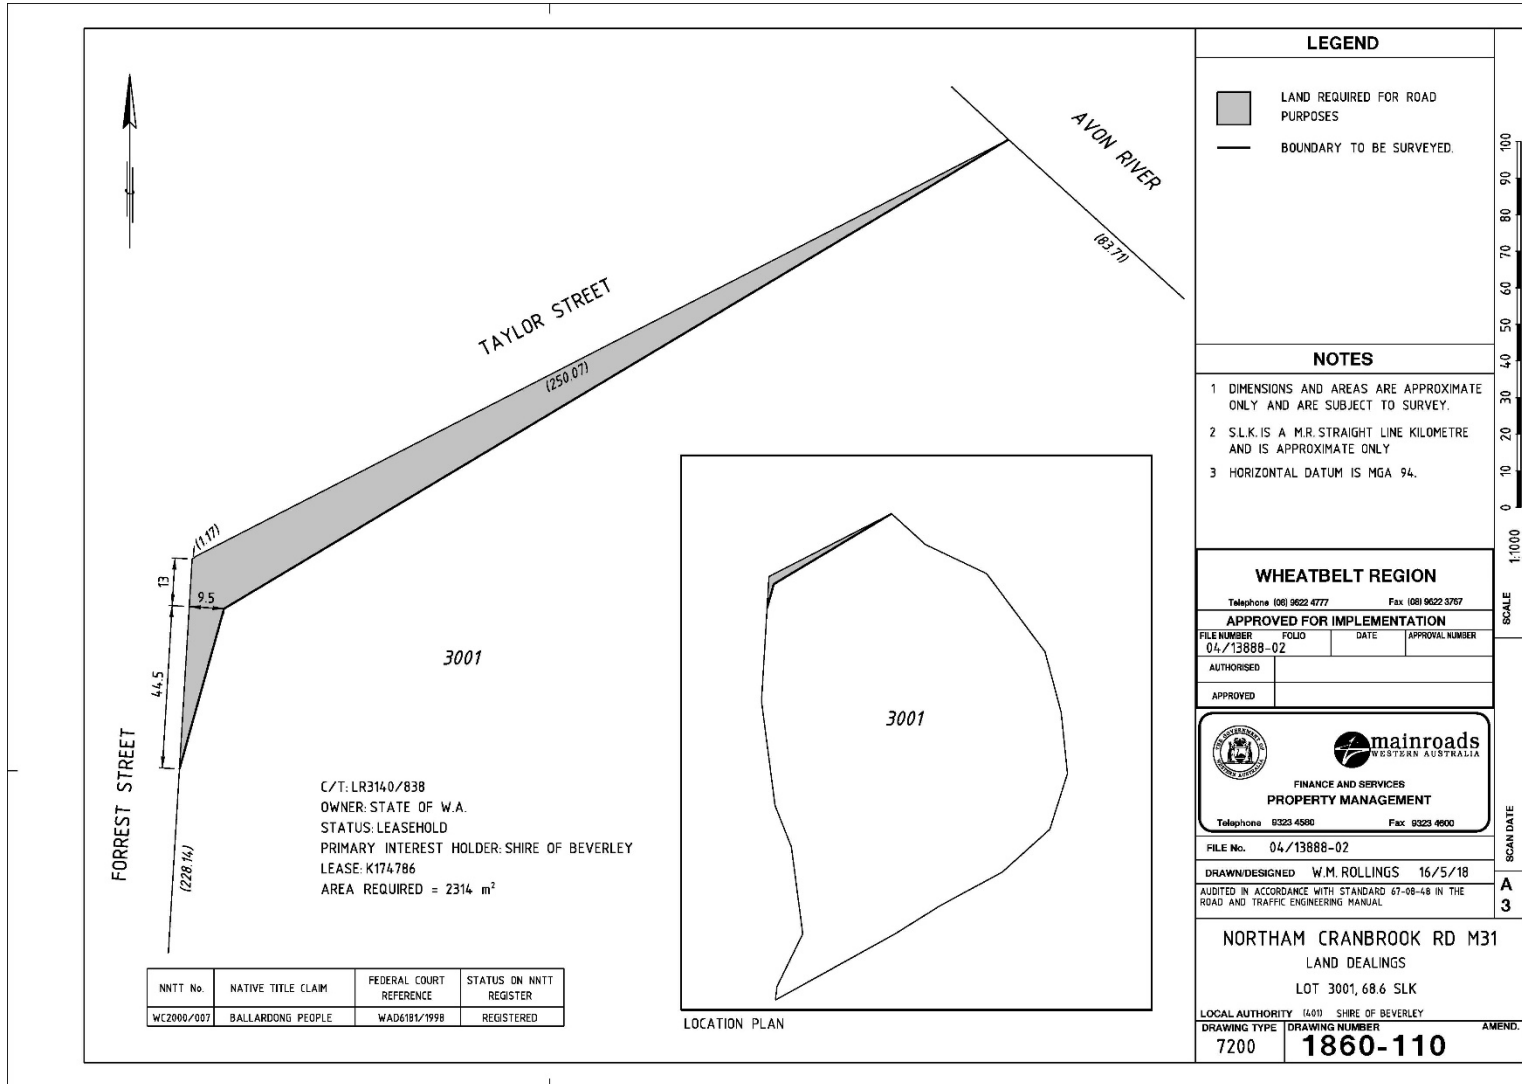 AVON RIVER
(83.71)
TAYLOR STREET
(250.07)
(1.17)
13
9.5
44.5
3001
FORREST STREET
(228.14)
C/T: LR3140/838
OWNER: STATE OF W.A.
STATUS: LEASEHOLD
PRIMARY INTEREST HOLDER: SHIRE OF BEVERLEY
LEASE: K174786
AREA REQUIRED = 2314 m²
NNTT No. NATIVE TITLE CLAIM FEDERAL COURT REFERENCE STATUS ON NNTT REGISTER
WC2000/007 BALLARDONG PEOPLE WAD6181/1998 REGISTERED
3001
LOCATION PLAN
LEGEND
LAND REQUIRED FOR ROAD
PURPOSES
BOUNDARY TO BE SURVEYED.
NOTES
1 DIMENSIONS AND AREAS ARE APPROXIMATE
ONLY AND ARE SUBJECT TO SURVEY.
2 S.L.K. IS A M.R. STRAIGHT LINE KILOMETRE
AND IS APPROXIMATE ONLY
3 HORIZONTAL DATUM IS MGA 94.
WHEATBELT REGION
Telephone (08) 9622 4777 Fax (08) 9622 3767
APPROVED FOR IMPLEMENTATION
FILE NUMBER FOLIO DATE APPROVAL NUMBER
04/13888-02
AUTHORISED
APPROVED
THE GOVERNMENT OF
WESTERN AUSTRALIA
mainroads
WESTERN AUSTRALIA
FINANCE AND SERVICES
PROPERTY MANAGEMENT
Telephone 9323 4580 Fax 9323 4600
FILE No. 04/13888-02
DRAWN/DESIGNED W.M. ROLLINGS 16/5/18
AUDITED IN ACCORDANCE WITH STANDARD 67-08-48 IN THE
ROAD AND TRAFFIC ENGINEERING MANUAL
NORTHAM CRANBROOK RD M31
LAND DEALINGS
LOT 3001, 68.6 SLK
LOCAL AUTHORITY (401) SHIRE OF BEVERLEY
DRAWING TYPE DRAWING NUMBER AMEND.
7200 1860-110
100
90
80
70
60
50
40
30
20
10
0
1:1000
SCALE
SCAN DATE
A
3